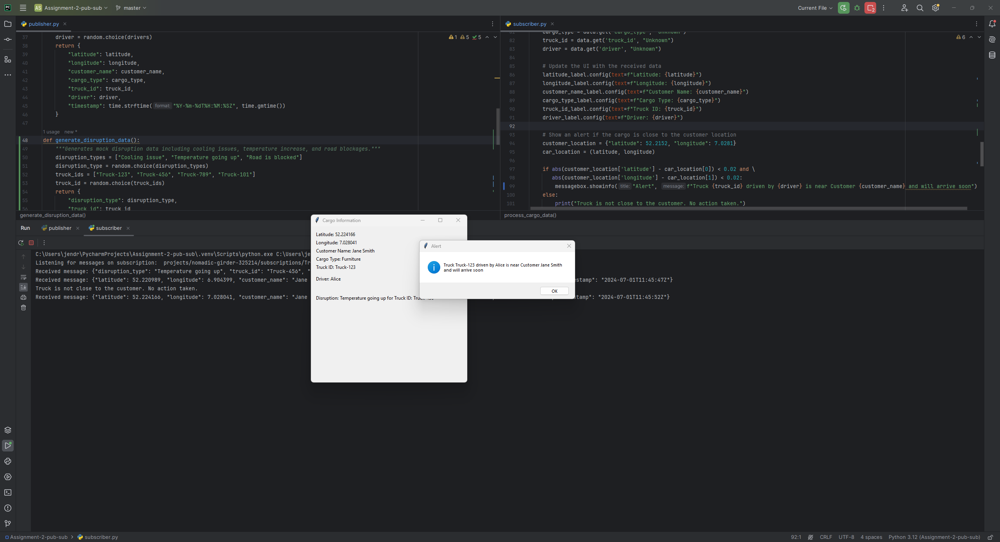 PC
AS Assignment-2-pub-sub master
Current File
2
publisher.py
1 5 5
37 driver = random.choice(drivers)
38 return {
39 "latitude": latitude,
40 "longitude": longitude,
41 "customer_name": customer_name,
42 "cargo_type": cargo_type,
43 "truck_id": truck_id,
44 "driver": driver,
45 "timestamp": time.strftime( format: "%Y-%m-%dT%H:%M:%SZ", time.gmtime())
46 }
47
1 usage new *
48 def generate_disruption_data():
49 """Generates mock disruption data including cooling issues, temperature increase, and road blockages."""
50 disruption_types = ["Cooling issue", "Temperature going up", "Road is blocked"]
51 disruption_type = random.choice(disruption_types)
52 truck_ids = ["Truck-123", "Truck-456", "Truck-789", "Truck-101"]
53 truck_id = random.choice(truck_ids)
54 return {
55 "disruption_type": disruption_type,
56 "truck_id": truck_id
generate_disruption_data()
subscriber.py
6
81 cargo_type = data.get('cargo_type', "Unknown")
82 truck_id = data.get('truck_id', "Unknown")
83 driver = data.get('driver', "Unknown")
84
85 # Update the UI with the received data
86 latitude_label.config(text=f"Latitude: {latitude}")
87 longitude_label.config(text=f"Longitude: {longitude}")
88 customer_name_label.config(text=f"Customer Name: {customer_name}")
89 cargo_type_label.config(text=f"Cargo Type: {cargo_type}")
90 truck_id_label.config(text=f"Truck ID: {truck_id}")
91 driver_label.config(text=f"Driver: {driver}")
92
93 # Show an alert if the cargo is close to the customer location
94 customer_location = {"latitude": 52.2152, "longitude": 7.0281}
95 car_location = (latitude, longitude)
96
97 if abs(customer_location['latitude'] - car_location[0]) < 0.02 and \
98 abs(customer_location['longitude'] - car_location[1]) < 0.02:
99 messagebox.showinfo( title: "Alert", message: f"Truck {truck_id} driven by {driver} is near Customer {customer_name} and will arrive soon")
100 else:
101 print("Truck is not close to the customer. No action taken.")
process_cargo_data()
Run publisher subscriber
C:\Users\jendr\PycharmProjects\Assignment-2-pub-sub\.venv\Scripts\python.exe C:\Users\je
Listening for messages on subscription: projects/nomadic-girder-325214/subscriptions/Tr
Received message: {"disruption_type": "Temperature going up", "truck_id": "Truck-456", "
Received message: {"latitude": 52.220989, "longitude": 6.904399, "customer_name": "Jane stamp": "2024-07-01T11:45:47Z"}
Truck is not close to the customer. No action taken.
Received message: {"latitude": 52.224166, "longitude": 7.028041, "customer_name": "Jane stamp": "2024-07-01T11:45:52Z"}
Cargo Information
Latitude: 52.224166
Longitude: 7.028041
Customer Name: Jane Smith
Cargo Type: Furniture
Truck ID: Truck-123
Driver: Alice
Disruption: Temperature going up for Truck ID: Truck-456
Alert
Truck Truck-123 driven by Alice is near Customer Jane Smith
and will arrive soon
OK
Assignment-2-pub-sub > subscriber.py
92:1 CRLF UTF-8 4 spaces Python 3.12 (Assignment-2-pub-sub)